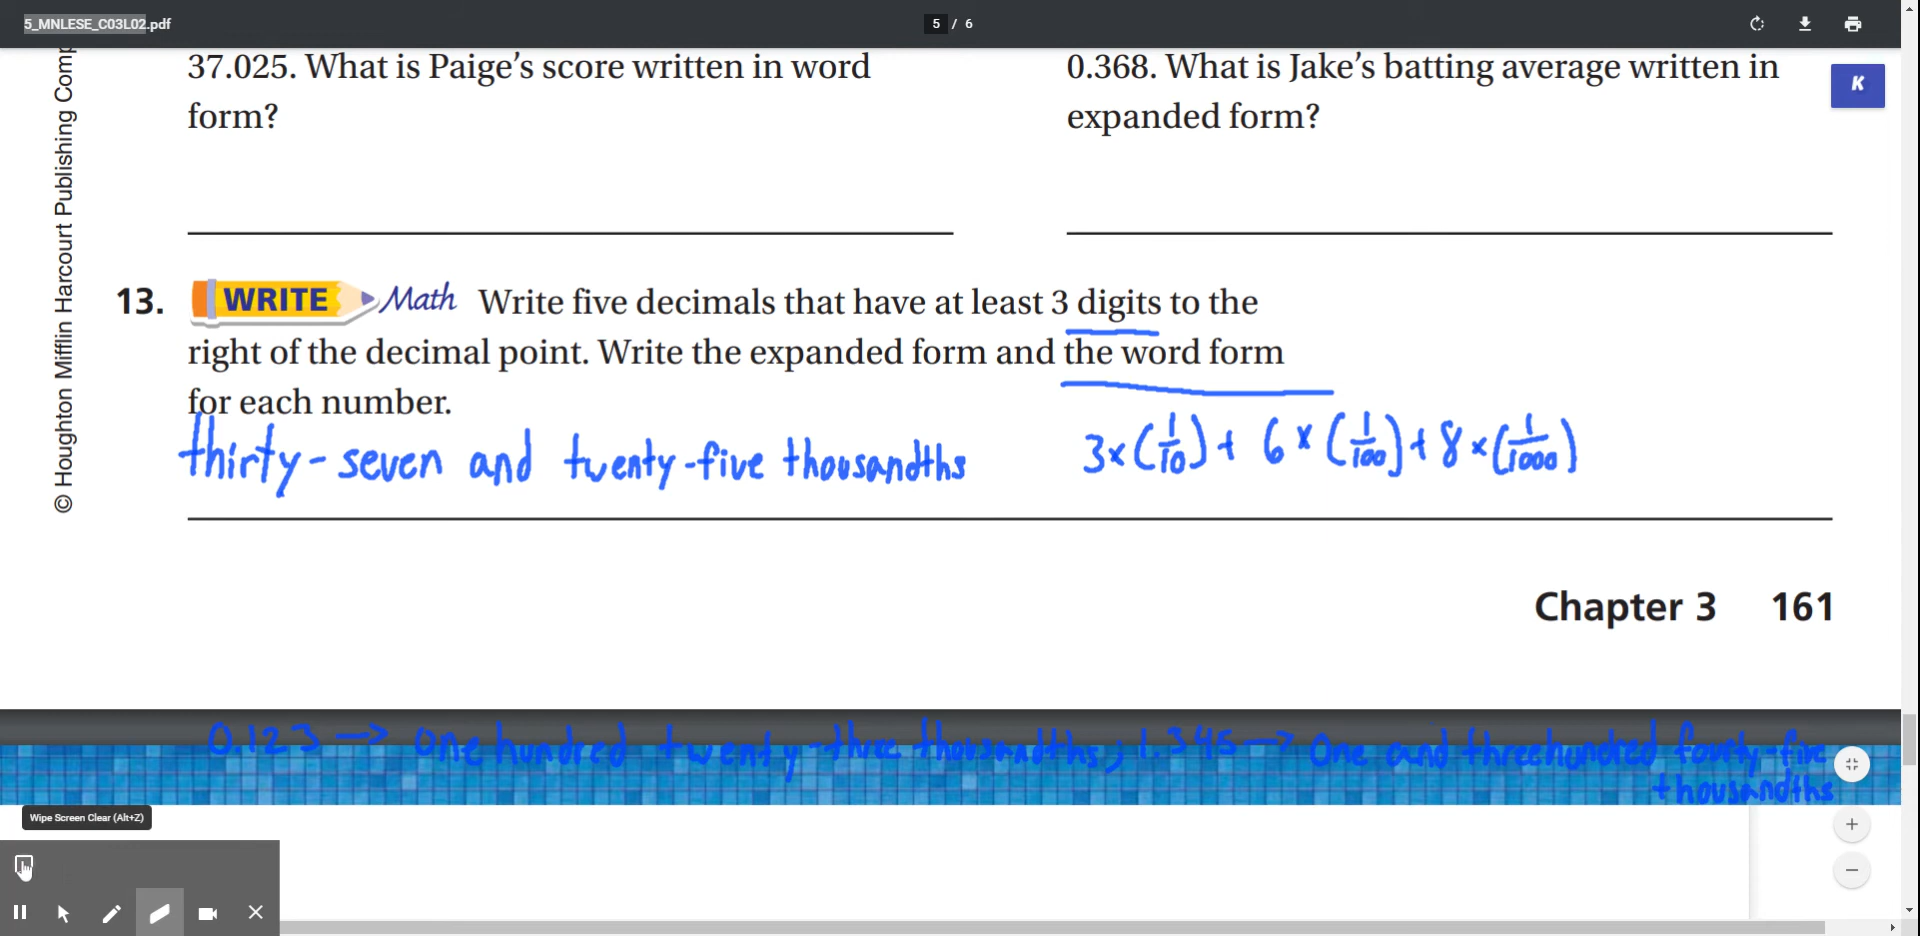 5_MNLESE_C03L02.pdf
5 / 6
37.025. What is Paige's score written in word
form?
0.368. What is Jake's batting average written in
expanded form?
K
© Houghton Mifflin Harcourt Publishing Comp
13. WRITE Math Write five decimals that have at least 3 digits to the
right of the decimal point. Write the expanded form and the word form
for each number.
thirty-seven and twenty-five thousandths
3×(1/10)+ 6×(1/100)+8×(1/1000)
Chapter 3 161
0.123 → one hundred twenty-three thousandths; 1.345 → One and three hundred fourty-five
thousandths
Wipe Screen Clear (Alt+Z)